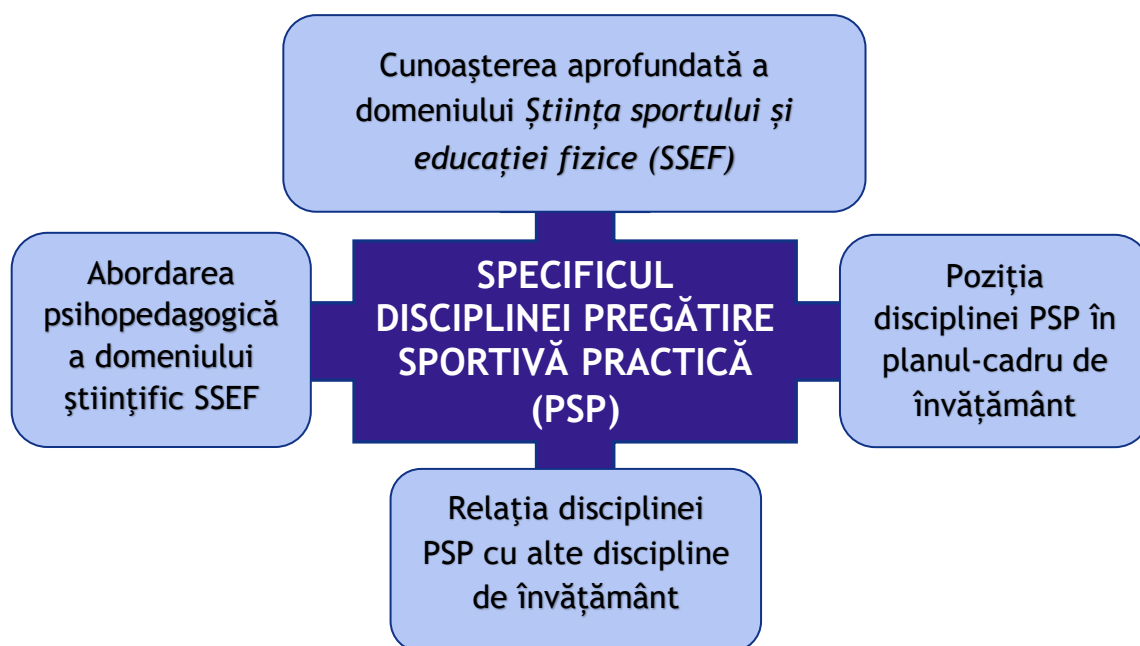 Cunoaşterea aprofundată a
domeniului Știința sportului și
educației fizice (SSEF)
Abordarea
psihopedagogică
a domeniului
ştiinţific SSEF
SPECIFICUL
DISCIPLINEI PREGĂTIRE
SPORTIVĂ PRACTICĂ
(PSP)
Poziția
disciplinei PSP în
planul-cadru de
învățământ
Relaţia disciplinei
PSP cu alte discipline
de învățământ